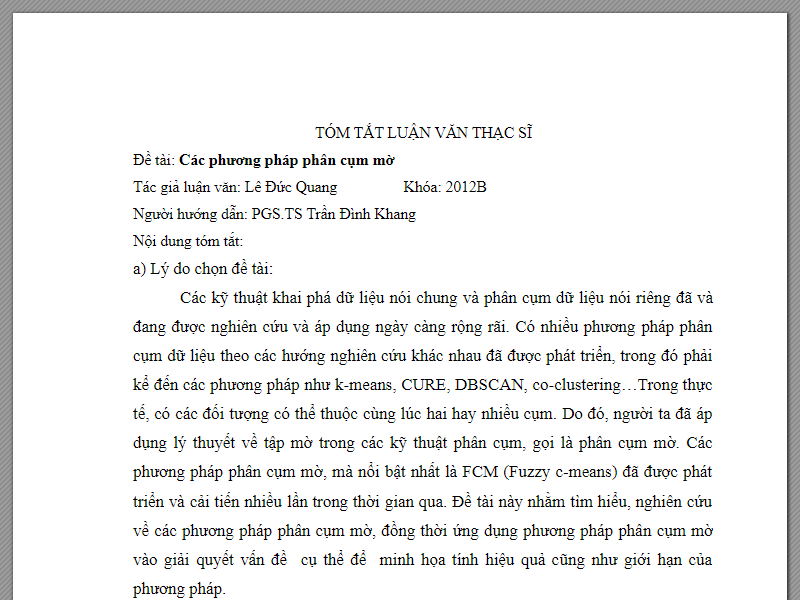 TÓM TẮT LUẬN VĂN THẠC SĨ
Đề tài: Các phương pháp phân cụm mờ
Tác giả luận văn: Lê Đức Quang Khóa: 2012B
Người hướng dẫn: PGS.TS Trần Đình Khang
Nội dung tóm tắt:
a) Lý do chọn đề tài:
Các kỹ thuật khai phá dữ liệu nói chung và phân cụm dữ liệu nói riêng đã và
đang được nghiên cứu và áp dụng ngày càng rộng rãi. Có nhiều phương pháp phân
cụm dữ liệu theo các hướng nghiên cứu khác nhau đã được phát triển, trong đó phải
kể đến các phương pháp như k-means, CURE, DBSCAN, co-clustering…Trong thực
tế, có các đối tượng có thể thuộc cùng lúc hai hay nhiều cụm. Do đó, người ta đã áp
dụng lý thuyết về tập mờ trong các kỹ thuật phân cụm, gọi là phân cụm mờ. Các
phương pháp phân cụm mờ, mà nổi bật nhất là FCM (Fuzzy c-means) đã được phát
triển và cải tiến nhiều lần trong thời gian qua. Đề tài này nhằm tìm hiểu, nghiên cứu
về các phương pháp phân cụm mờ, đồng thời ứng dụng phương pháp phân cụm mờ
vào giải quyết vấn đề cụ thể để minh họa tính hiệu quả cũng như giới hạn của
phương pháp.